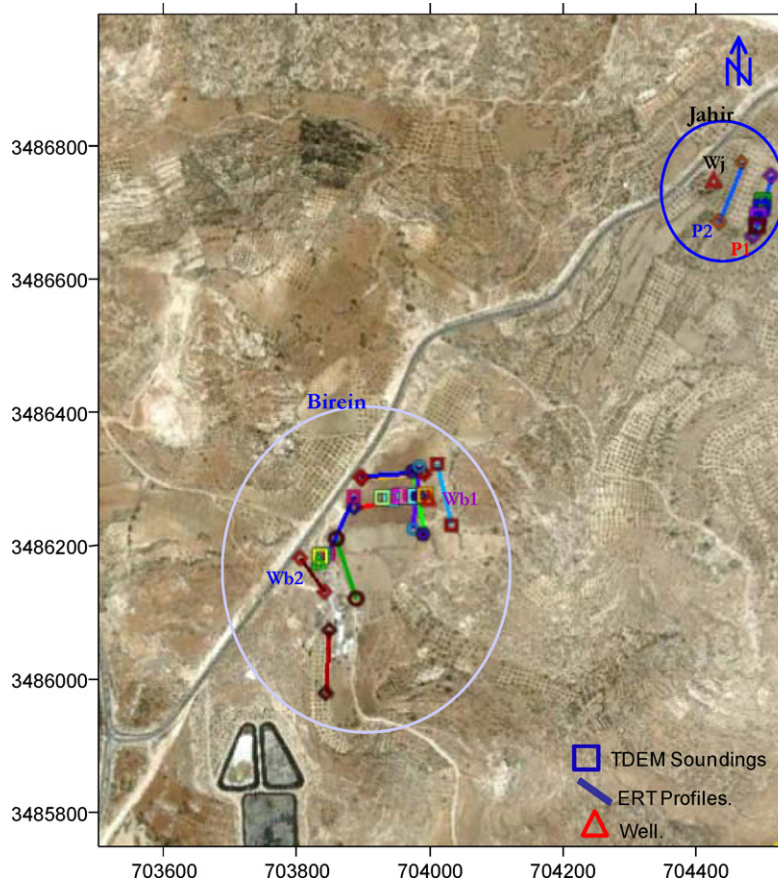 N
Jahir
3486800
Wj
P2
P1
3486600
3486400
Birein
Wb1
3486200
Wb2
3486000
TDEM Soundings
ERT Profiles.
Well.
3485800
703600 703800 704000 704200 704400